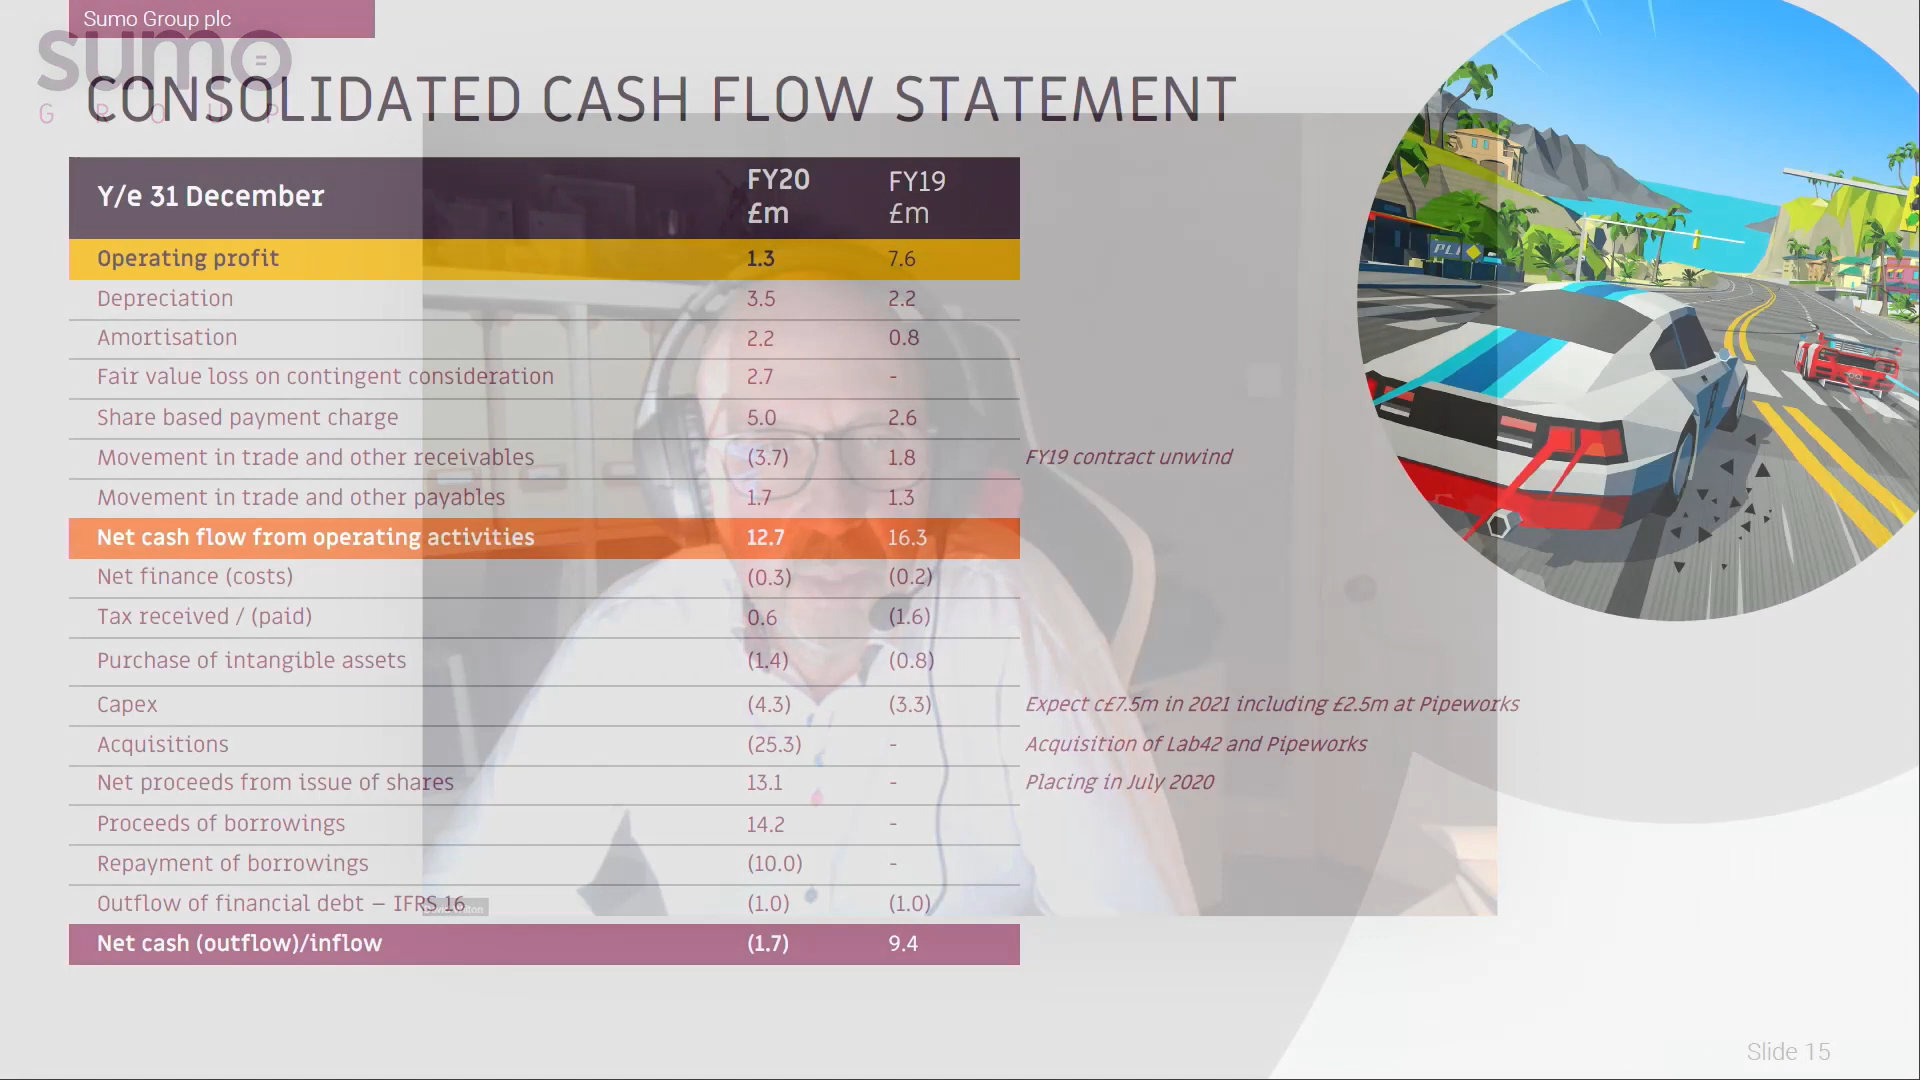 Sumo Group plc
sumo
GROUP
CONSOLIDATED CASH FLOW STATEMENT
Y/e 31 December FY20 £m FY19 £m
Operating profit 1.3 7.6
Depreciation 3.5 2.2
Amortisation 2.2 0.8
Fair value loss on contingent consideration 2.7 -
Share based payment charge 5.0 2.6
Movement in trade and other receivables (3.7) 1.8 FY19 contract unwind
Movement in trade and other payables 1.7 1.3
Net cash flow from operating activities 12.7 16.3
Net finance (costs) (0.3) (0.2)
Tax received / (paid) 0.6 (1.6)
Purchase of intangible assets (1.4) (0.8)
Capex (4.3) (3.3) Expect c£7.5m in 2021 including £2.5m at Pipeworks
Acquisitions (25.3) - Acquisition of Lab42 and Pipeworks
Net proceeds from issue of shares 13.1 - Placing in July 2020
Proceeds of borrowings 14.2 -
Repayment of borrowings (10.0) -
Outflow of financial debt – IFRS 16 (1.0) (1.0)
Net cash (outflow)/inflow (1.7) 9.4
Slide 15